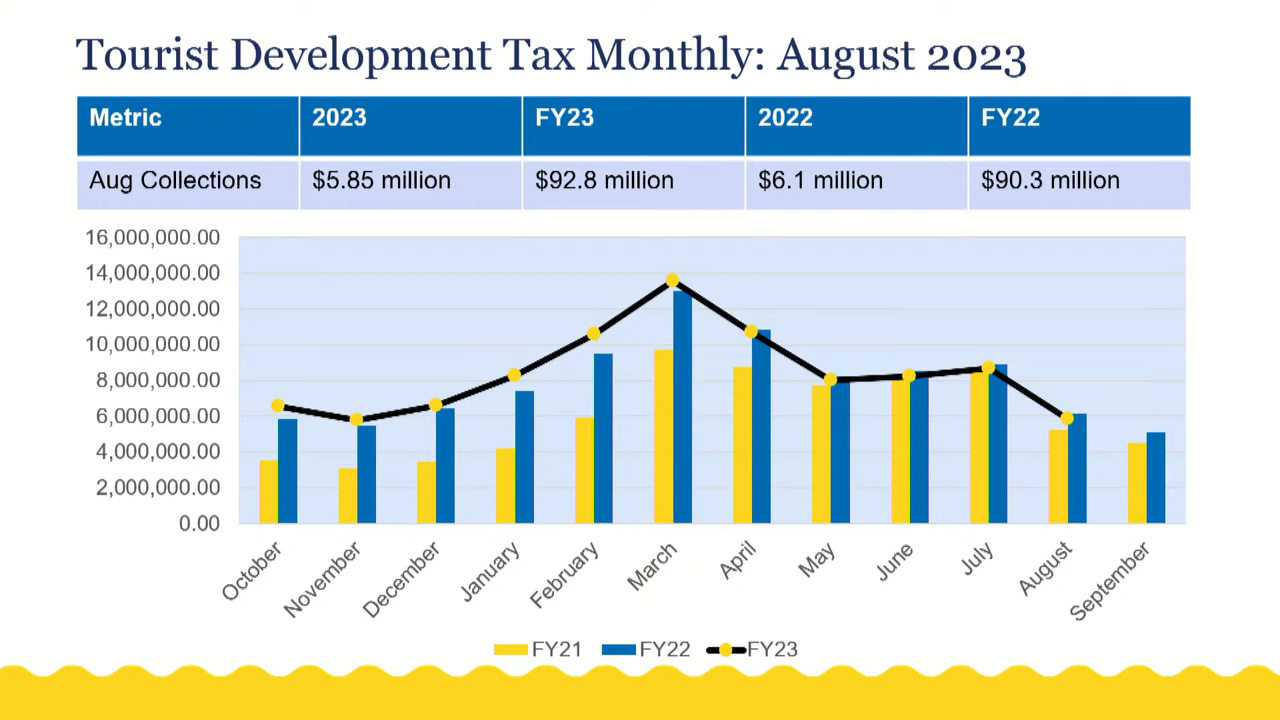 Tourist Development Tax Monthly: August 2023
Metric 2023 FY23 2022 FY22
Aug Collections $5.85 million $92.8 million $6.1 million $90.3 million
16,000,000.00
14,000,000.00
12,000,000.00
10,000,000.00
8,000,000.00
6,000,000.00
4,000,000.00
2,000,000.00
0.00
October November December January February March April May June July August September
FY21 FY22 FY23